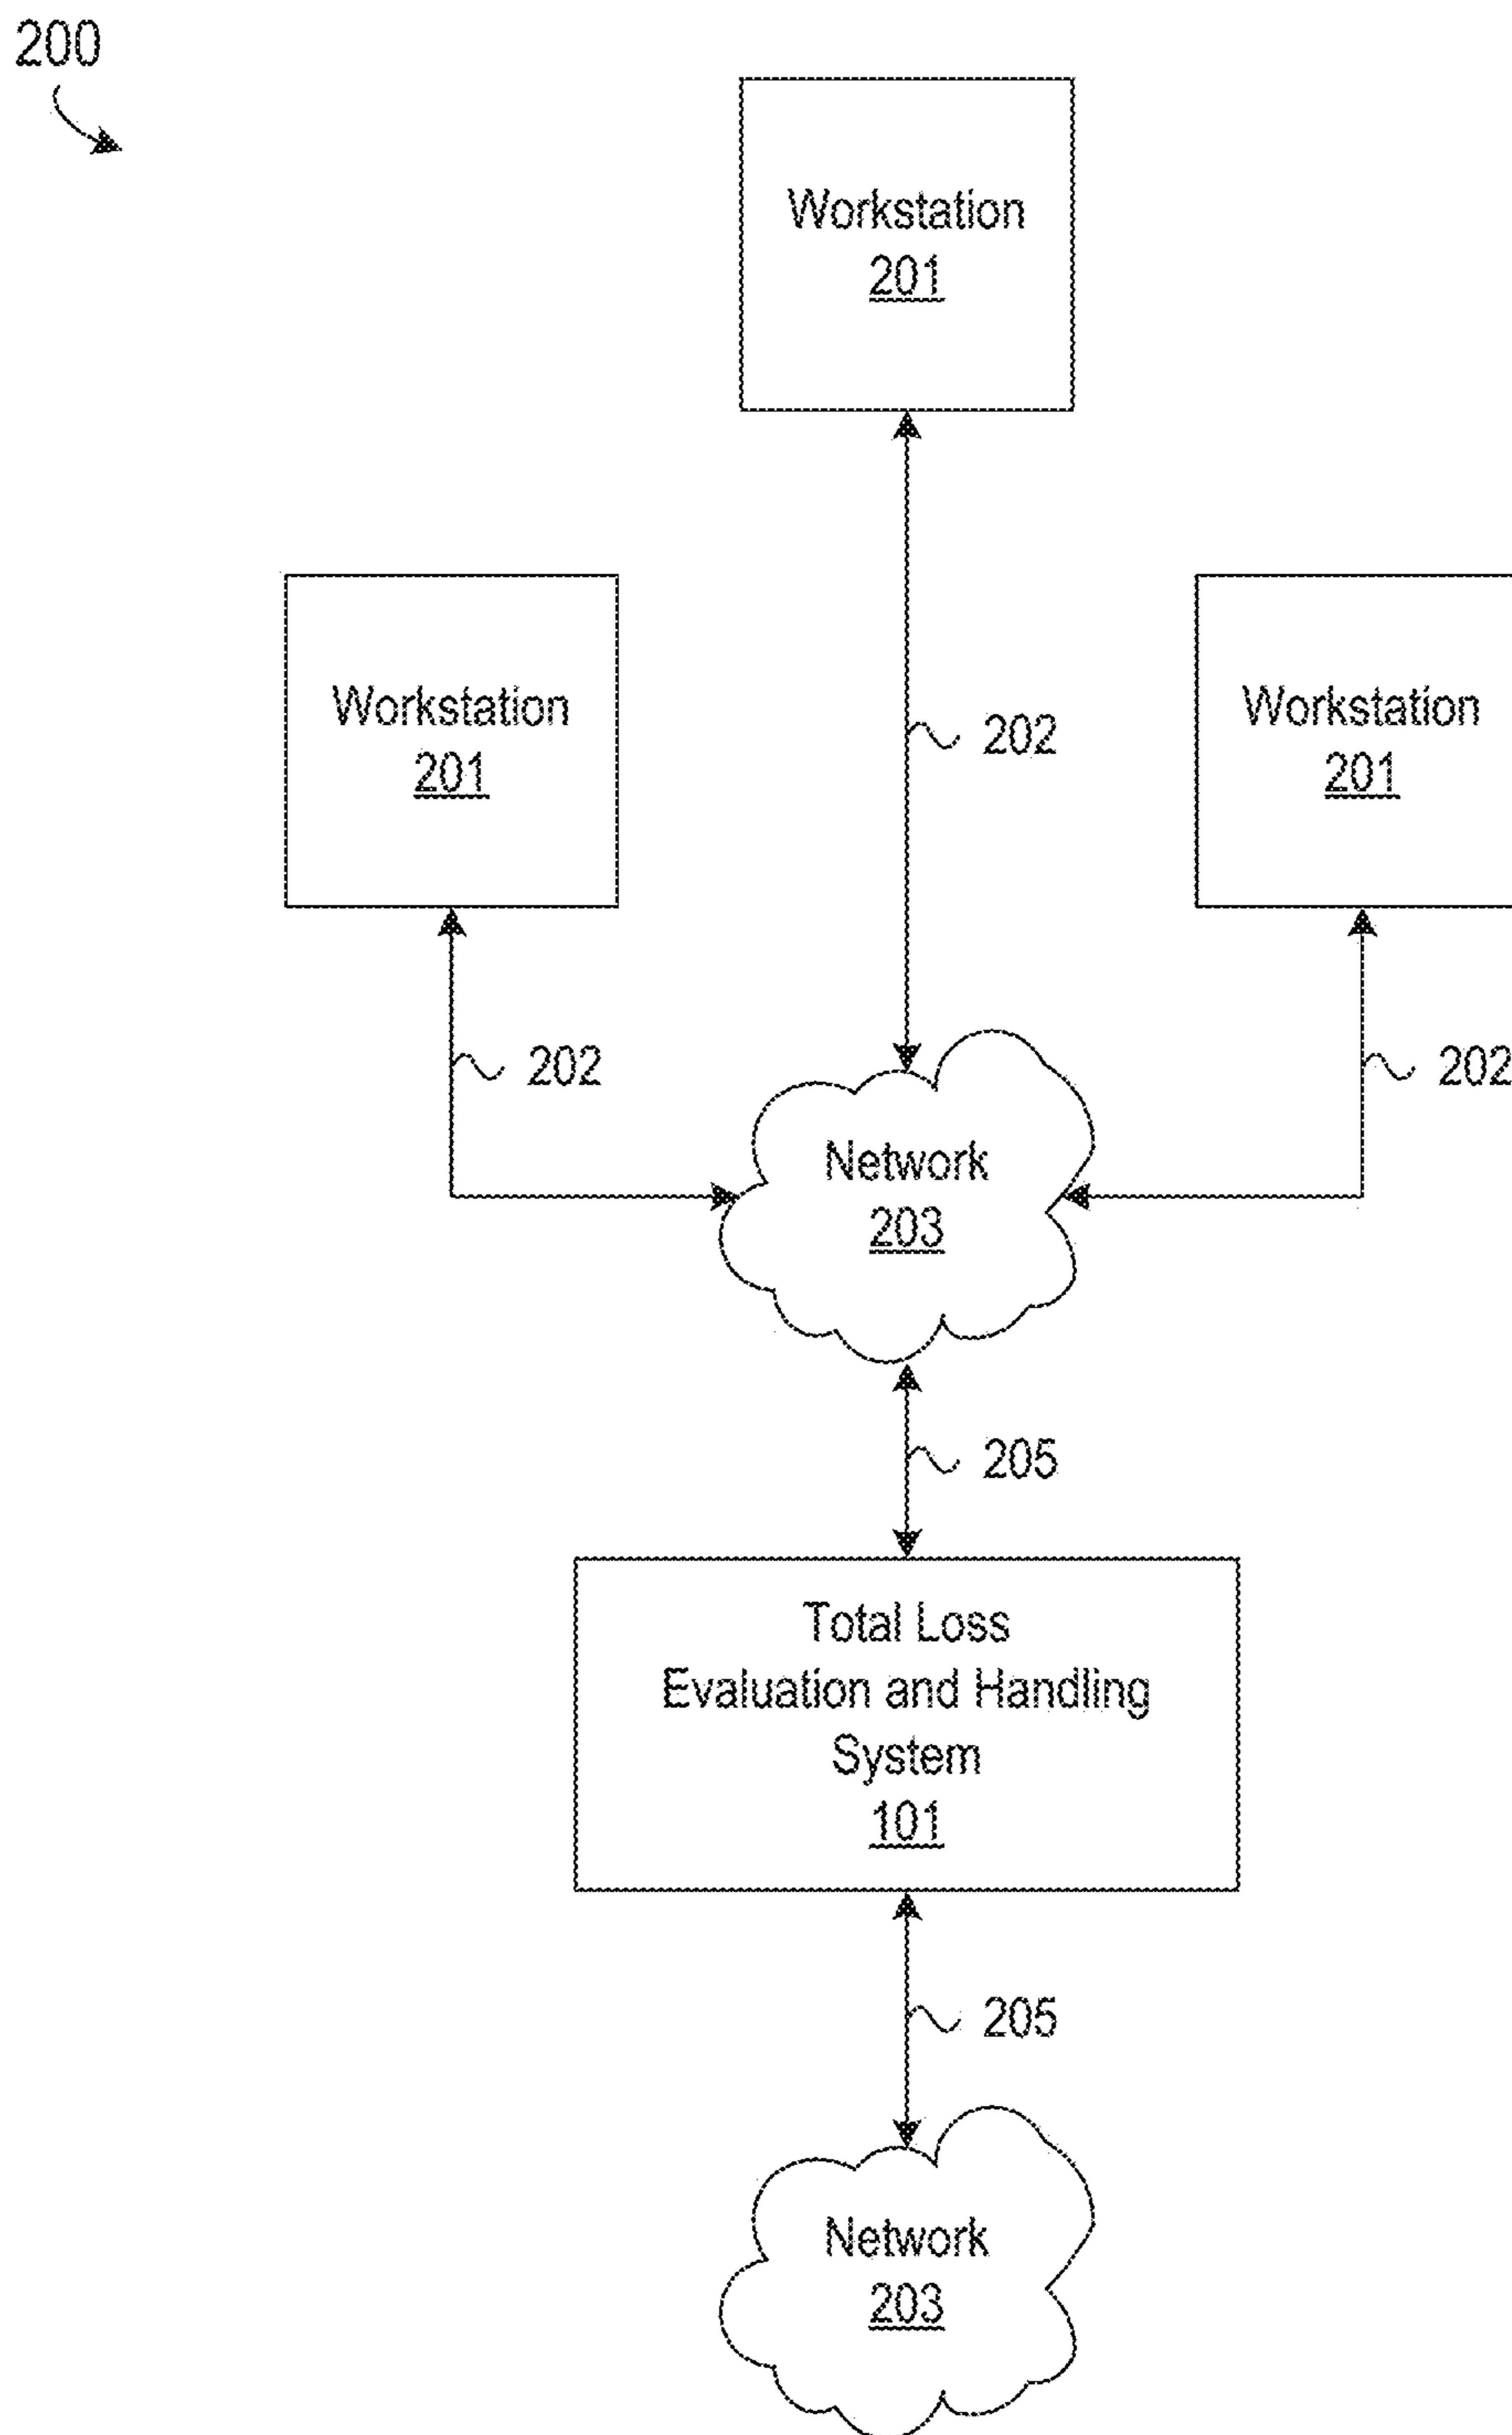 200
Workstation
201
Workstation
201
Workstation
201
202
202
202
Network
203
205
Total Loss
Evaluation and Handling
System
101
205
Network
203